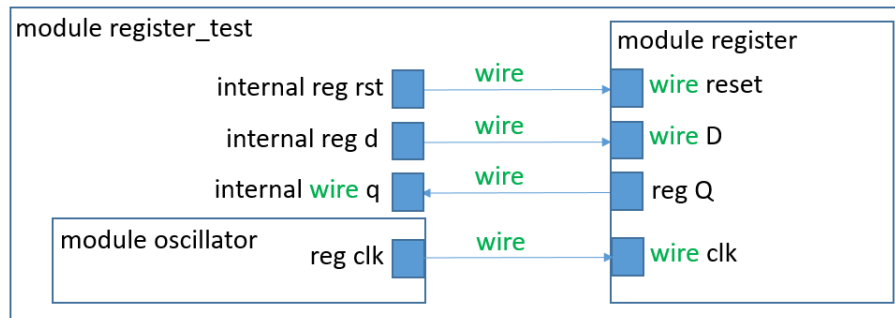 module register_test
module register
internal reg rst
wire
wire reset
internal reg d
wire
wire D
internal wire q
wire
reg Q
module oscillator
reg clk
wire
wire clk